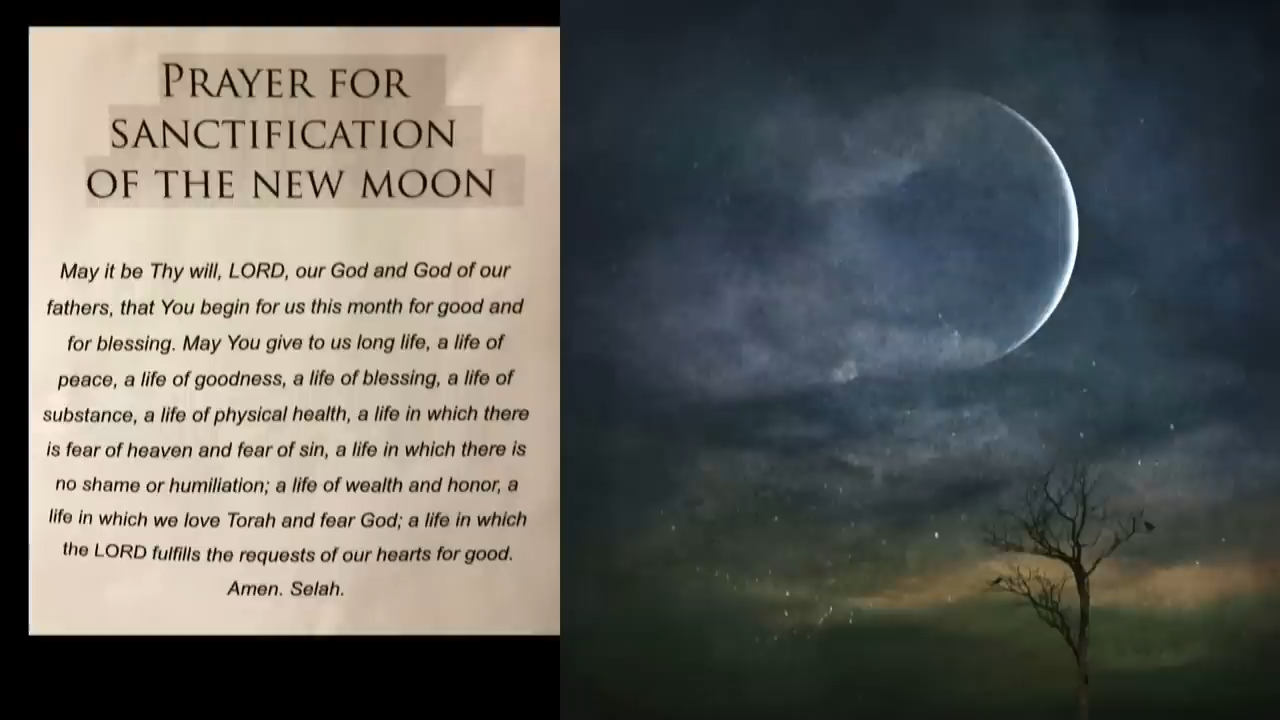 PRAYER FOR
SANCTIFICATION
OF THE NEW MOON
May it be Thy will, LORD, our God and God of our
fathers, that You begin for us this month for good and
for blessing. May You give to us long life, a life of
peace, a life of goodness, a life of blessing, a life of
substance, a life of physical health, a life in which there
is fear of heaven and fear of sin, a life in which there is
no shame or humiliation; a life of wealth and honor, a
life in which we love Torah and fear God; a life in which
the LORD fulfills the requests of our hearts for good.
Amen. Selah.